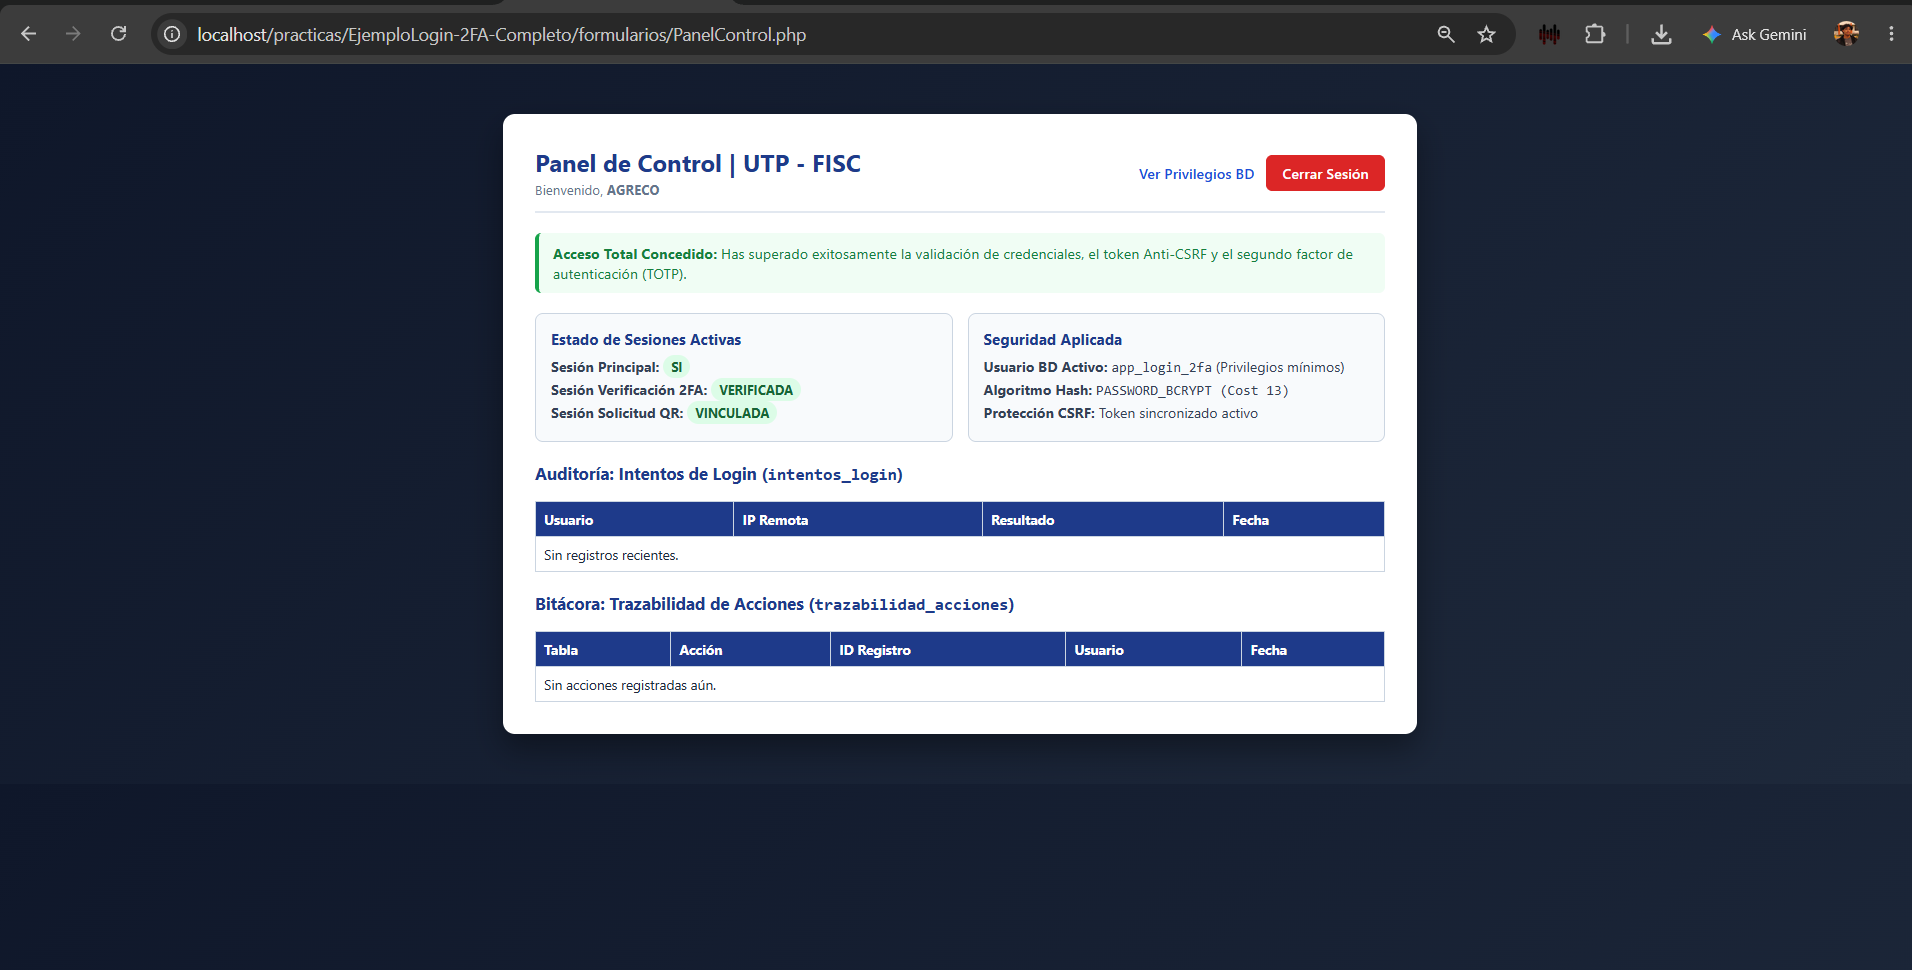 localhost/practicas/EjemploLogin-2FA-Completo/formularios/PanelControl.php
Ask Gemini
Panel de Control | UTP - FISC
Bienvenido, AGRECO
Ver Privilegios BD
Cerrar Sesión
Acceso Total Concedido: Has superado exitosamente la validación de credenciales, el token Anti-CSRF y el segundo factor de
autenticación (TOTP).
Estado de Sesiones Activas
Sesión Principal: SI
Sesión Verificación 2FA: VERIFICADA
Sesión Solicitud QR: VINCULADA
Seguridad Aplicada
Usuario BD Activo: app_login_2fa (Privilegios mínimos)
Algoritmo Hash: PASSWORD_BCRYPT (Cost 13)
Protección CSRF: Token sincronizado activo
Auditoría: Intentos de Login (intentos_login)
Usuario IP Remota Resultado Fecha
Sin registros recientes.
Bitácora: Trazabilidad de Acciones (trazabilidad_acciones)
Tabla Acción ID Registro Usuario Fecha
Sin acciones registradas aún.